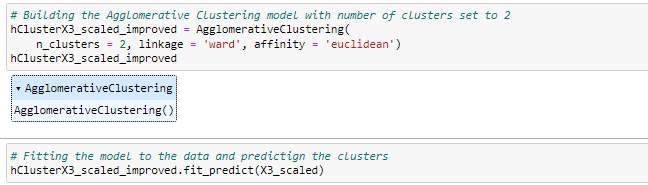 # Building the Agglomerative Clustering model with number of clusters set to 2
hClusterX3_scaled_improved = AgglomerativeClustering(
    n_clusters = 2, linkage = 'ward', affinity = 'euclidean')
hClusterX3_scaled_improved
▾ AgglomerativeClustering
AgglomerativeClustering()
# Fitting the model to the data and predictign the clusters
hClusterX3_scaled_improved.fit_predict(X3_scaled)